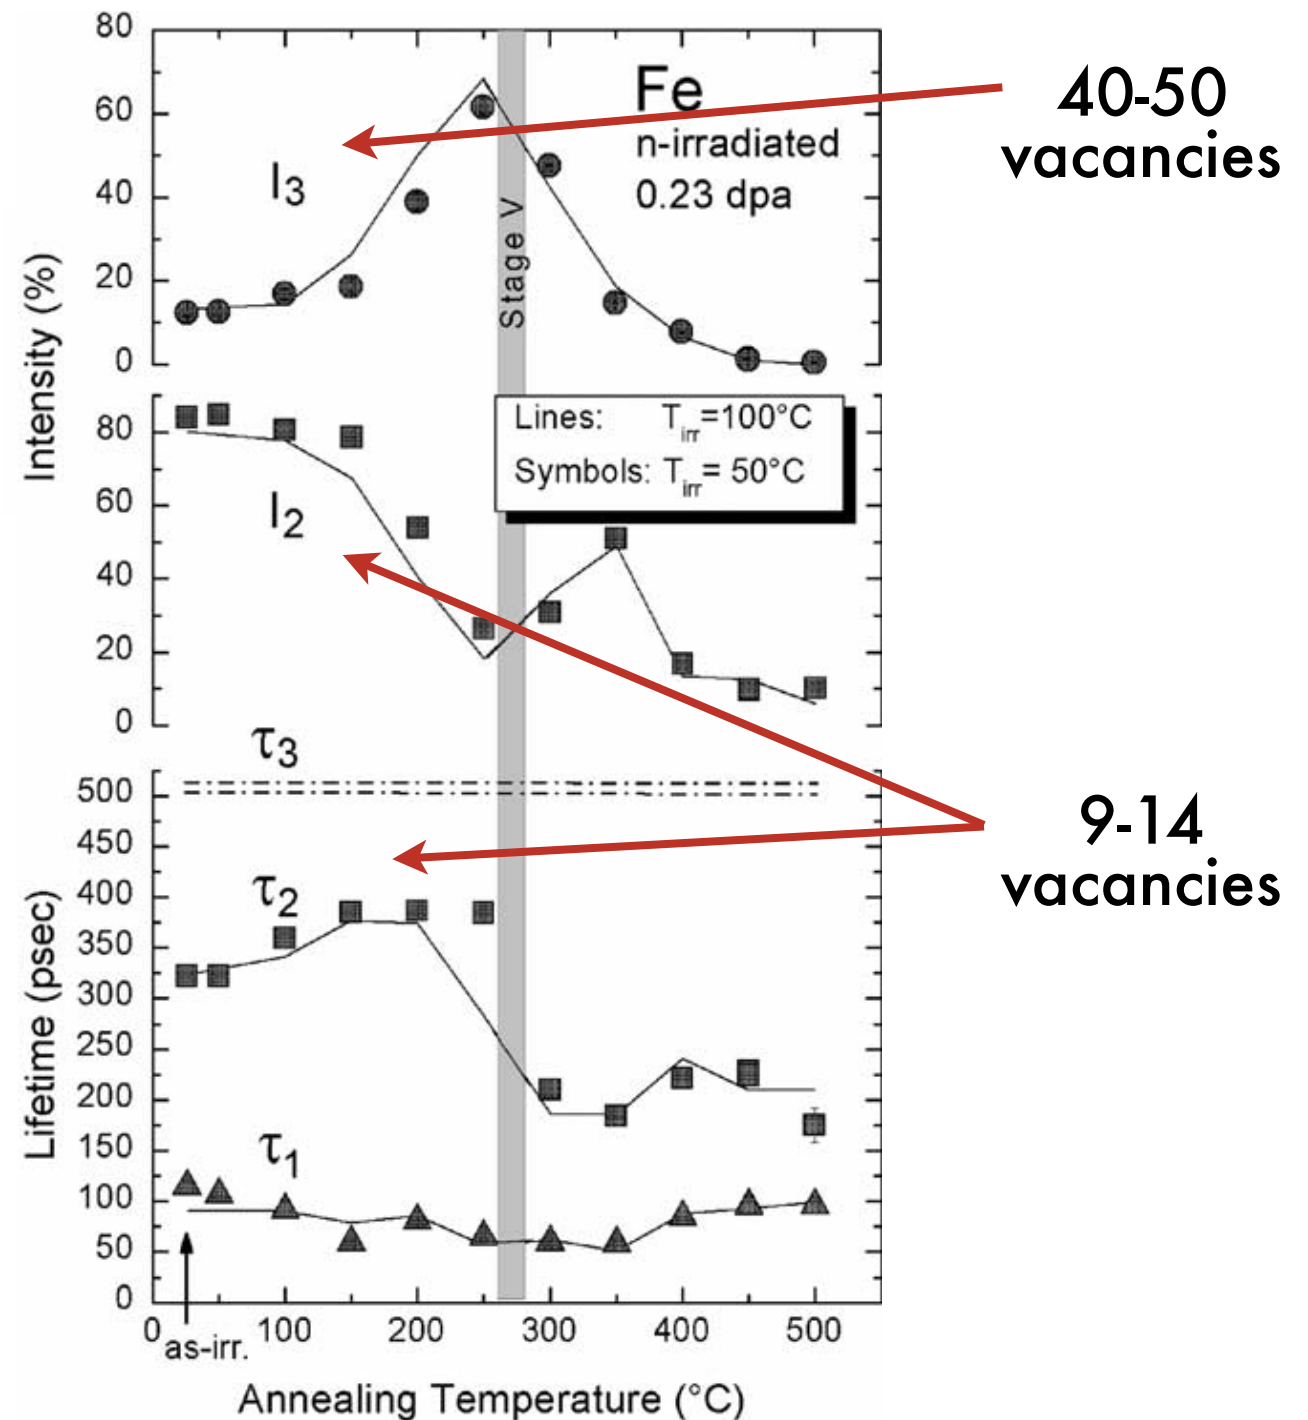 80
60
40
20
0
Intensity (%)
I3
Fe
n-irradiated
0.23 dpa
Stage V
40-50
vacancies
80
60
40
20
0
I2
Lines: Tirr=100°C
Symbols: Tirr= 50°C
τ3
500
450
400
350
300
250
200
150
100
50
0
Lifetime (psec)
τ2
τ1
9-14
vacancies
0 100 200 300 400 500
as-irr.
Annealing Temperature (°C)